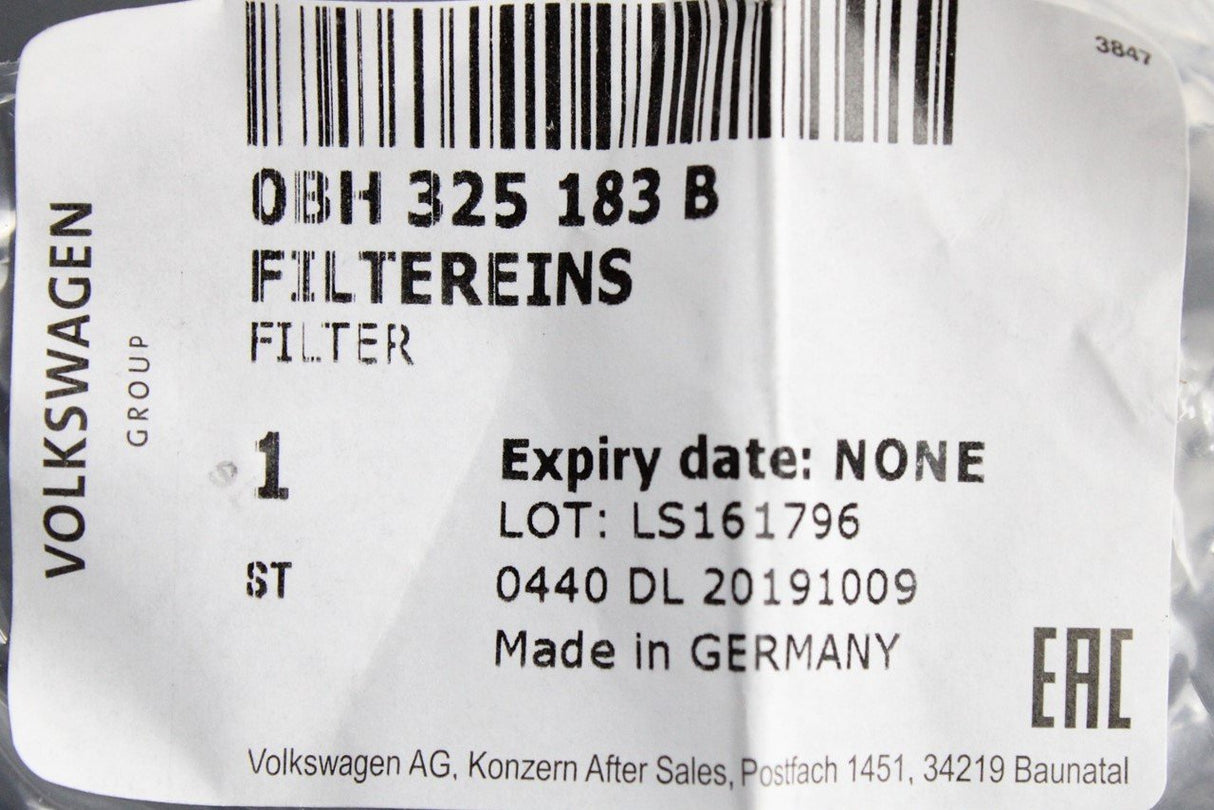 3847
0BH 325 183 B
FILTEREINS
FILTER
VOLKSWAGEN
GROUP
1
ST
Expiry date: NONE
LOT: LS161796
0440 DL 20191009
Made in GERMANY
EAC
Volkswagen AG, Konzern After Sales, Postfach 1451, 34219 Baunatal